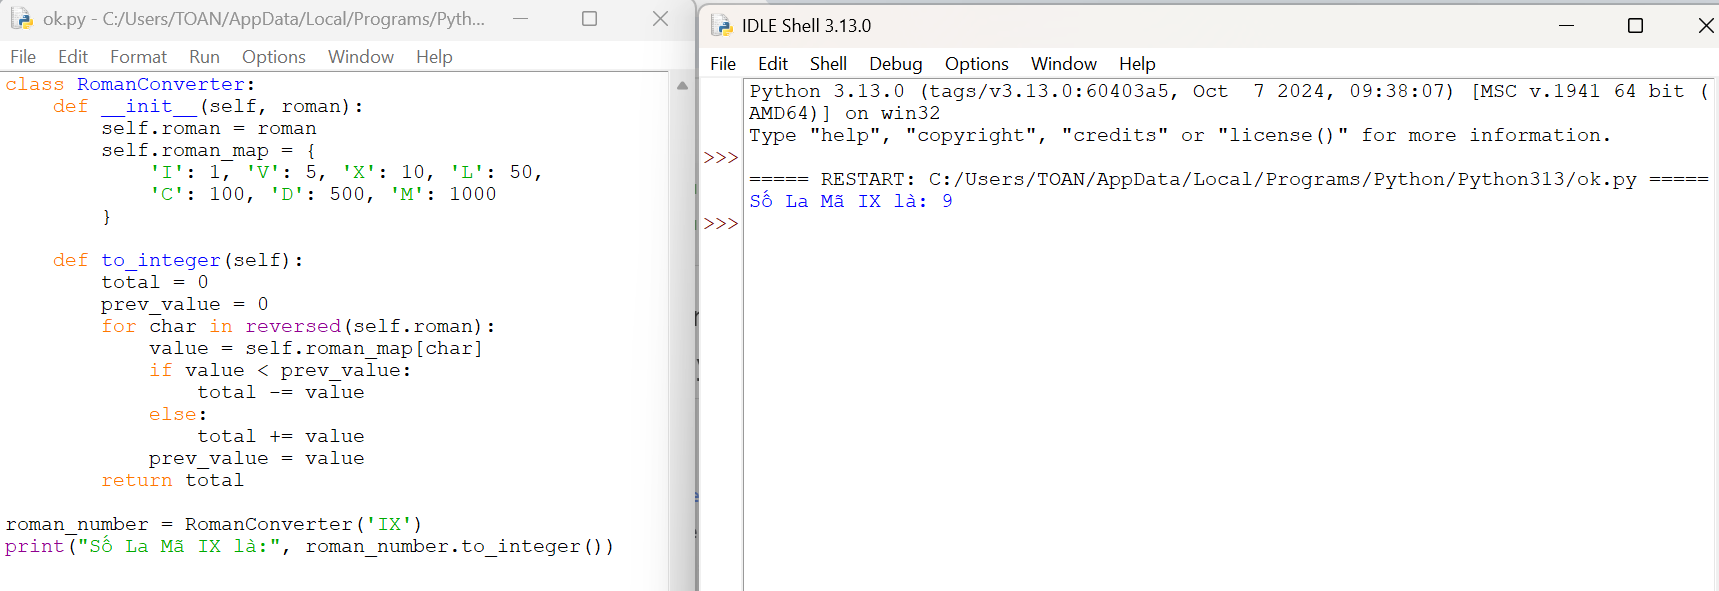 ok.py - C:/Users/TOAN/AppData/Local/Programs/Pyth...
File Edit Format Run Options Window Help
class RomanConverter:
    def __init__(self, roman):
        self.roman = roman
        self.roman_map = {
            'I': 1, 'V': 5, 'X': 10, 'L': 50,
            'C': 100, 'D': 500, 'M': 1000
        }
    def to_integer(self):
        total = 0
        prev_value = 0
        for char in reversed(self.roman):
            value = self.roman_map[char]
            if value < prev_value:
                total -= value
            else:
                total += value
            prev_value = value
        return total
roman_number = RomanConverter('IX')
print("Số La Mã IX là:", roman_number.to_integer())
IDLE Shell 3.13.0
File Edit Shell Debug Options Window Help
Python 3.13.0 (tags/v3.13.0:60403a5, Oct  7 2024, 09:38:07) [MSC v.1941 64 bit (
AMD64)] on win32
Type "help", "copyright", "credits" or "license()" for more information.
>>>
===== RESTART: C:/Users/TOAN/AppData/Local/Programs/Python/Python313/ok.py =====
Số La Mã IX là: 9
>>>